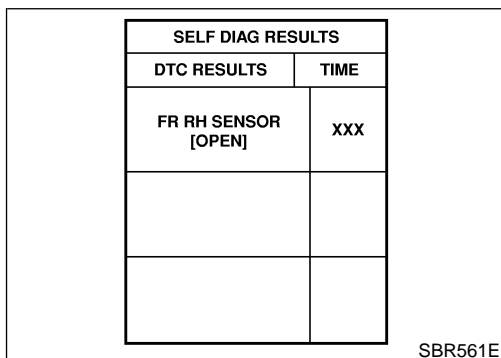 SELF DIAG RESULTS
DTC RESULTS TIME
FR RH SENSOR
[OPEN]
XXX
SBR561E